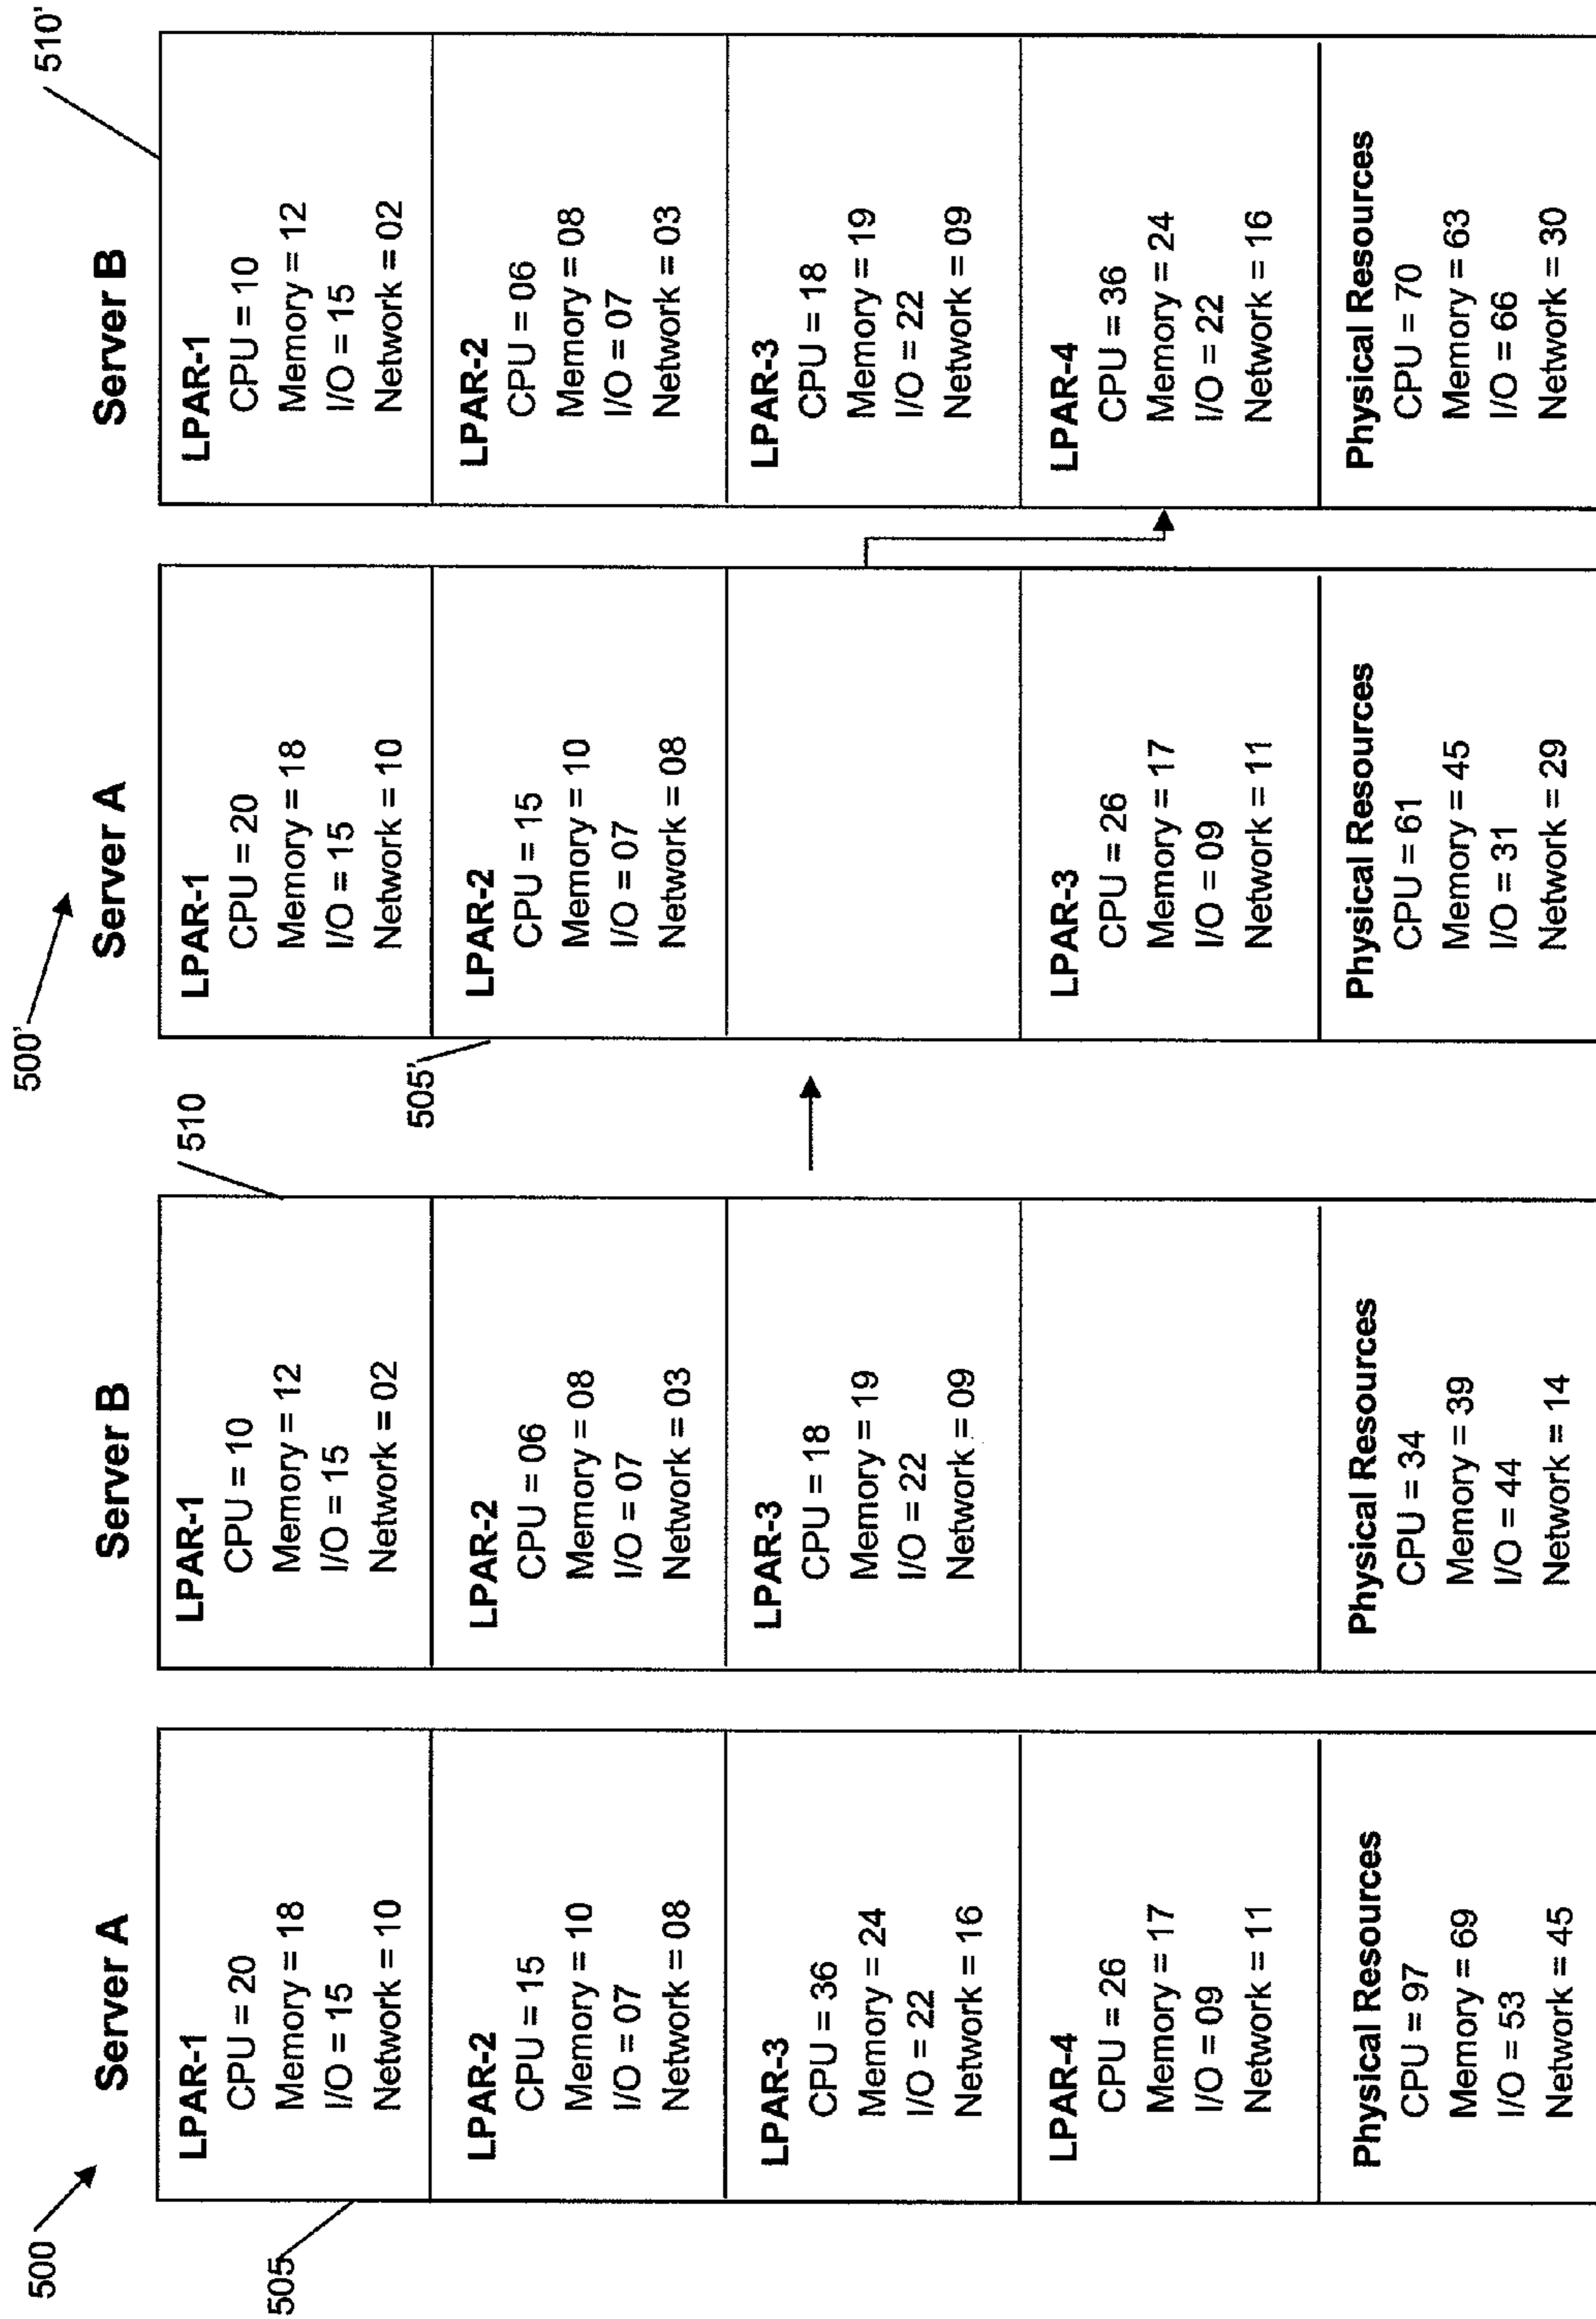 500
505
Server A
LPAR-1
CPU = 20
Memory = 18
I/O = 15
Network = 10
LPAR-2
CPU = 15
Memory = 10
I/O = 07
Network = 08
LPAR-3
CPU = 36
Memory = 24
I/O = 22
Network = 16
LPAR-4
CPU = 26
Memory = 17
I/O = 09
Network = 11
Physical Resources
CPU = 97
Memory = 69
I/O = 53
Network = 45
Server B
510
LPAR-1
CPU = 10
Memory = 12
I/O = 15
Network = 02
LPAR-2
CPU = 06
Memory = 08
I/O = 07
Network = 03
LPAR-3
CPU = 18
Memory = 19
I/O = 22
Network = 09
Physical Resources
CPU = 34
Memory = 39
I/O = 44
Network = 14
500'
505'
Server A
LPAR-1
CPU = 20
Memory = 18
I/O = 15
Network = 10
LPAR-2
CPU = 15
Memory = 10
I/O = 07
Network = 08
LPAR-3
CPU = 26
Memory = 17
I/O = 09
Network = 11
Physical Resources
CPU = 61
Memory = 45
I/O = 31
Network = 29
Server B
510'
LPAR-1
CPU = 10
Memory = 12
I/O = 15
Network = 02
LPAR-2
CPU = 06
Memory = 08
I/O = 07
Network = 03
LPAR-3
CPU = 18
Memory = 19
I/O = 22
Network = 09
LPAR-4
CPU = 36
Memory = 24
I/O = 22
Network = 16
Physical Resources
CPU = 70
Memory = 63
I/O = 66
Network = 30